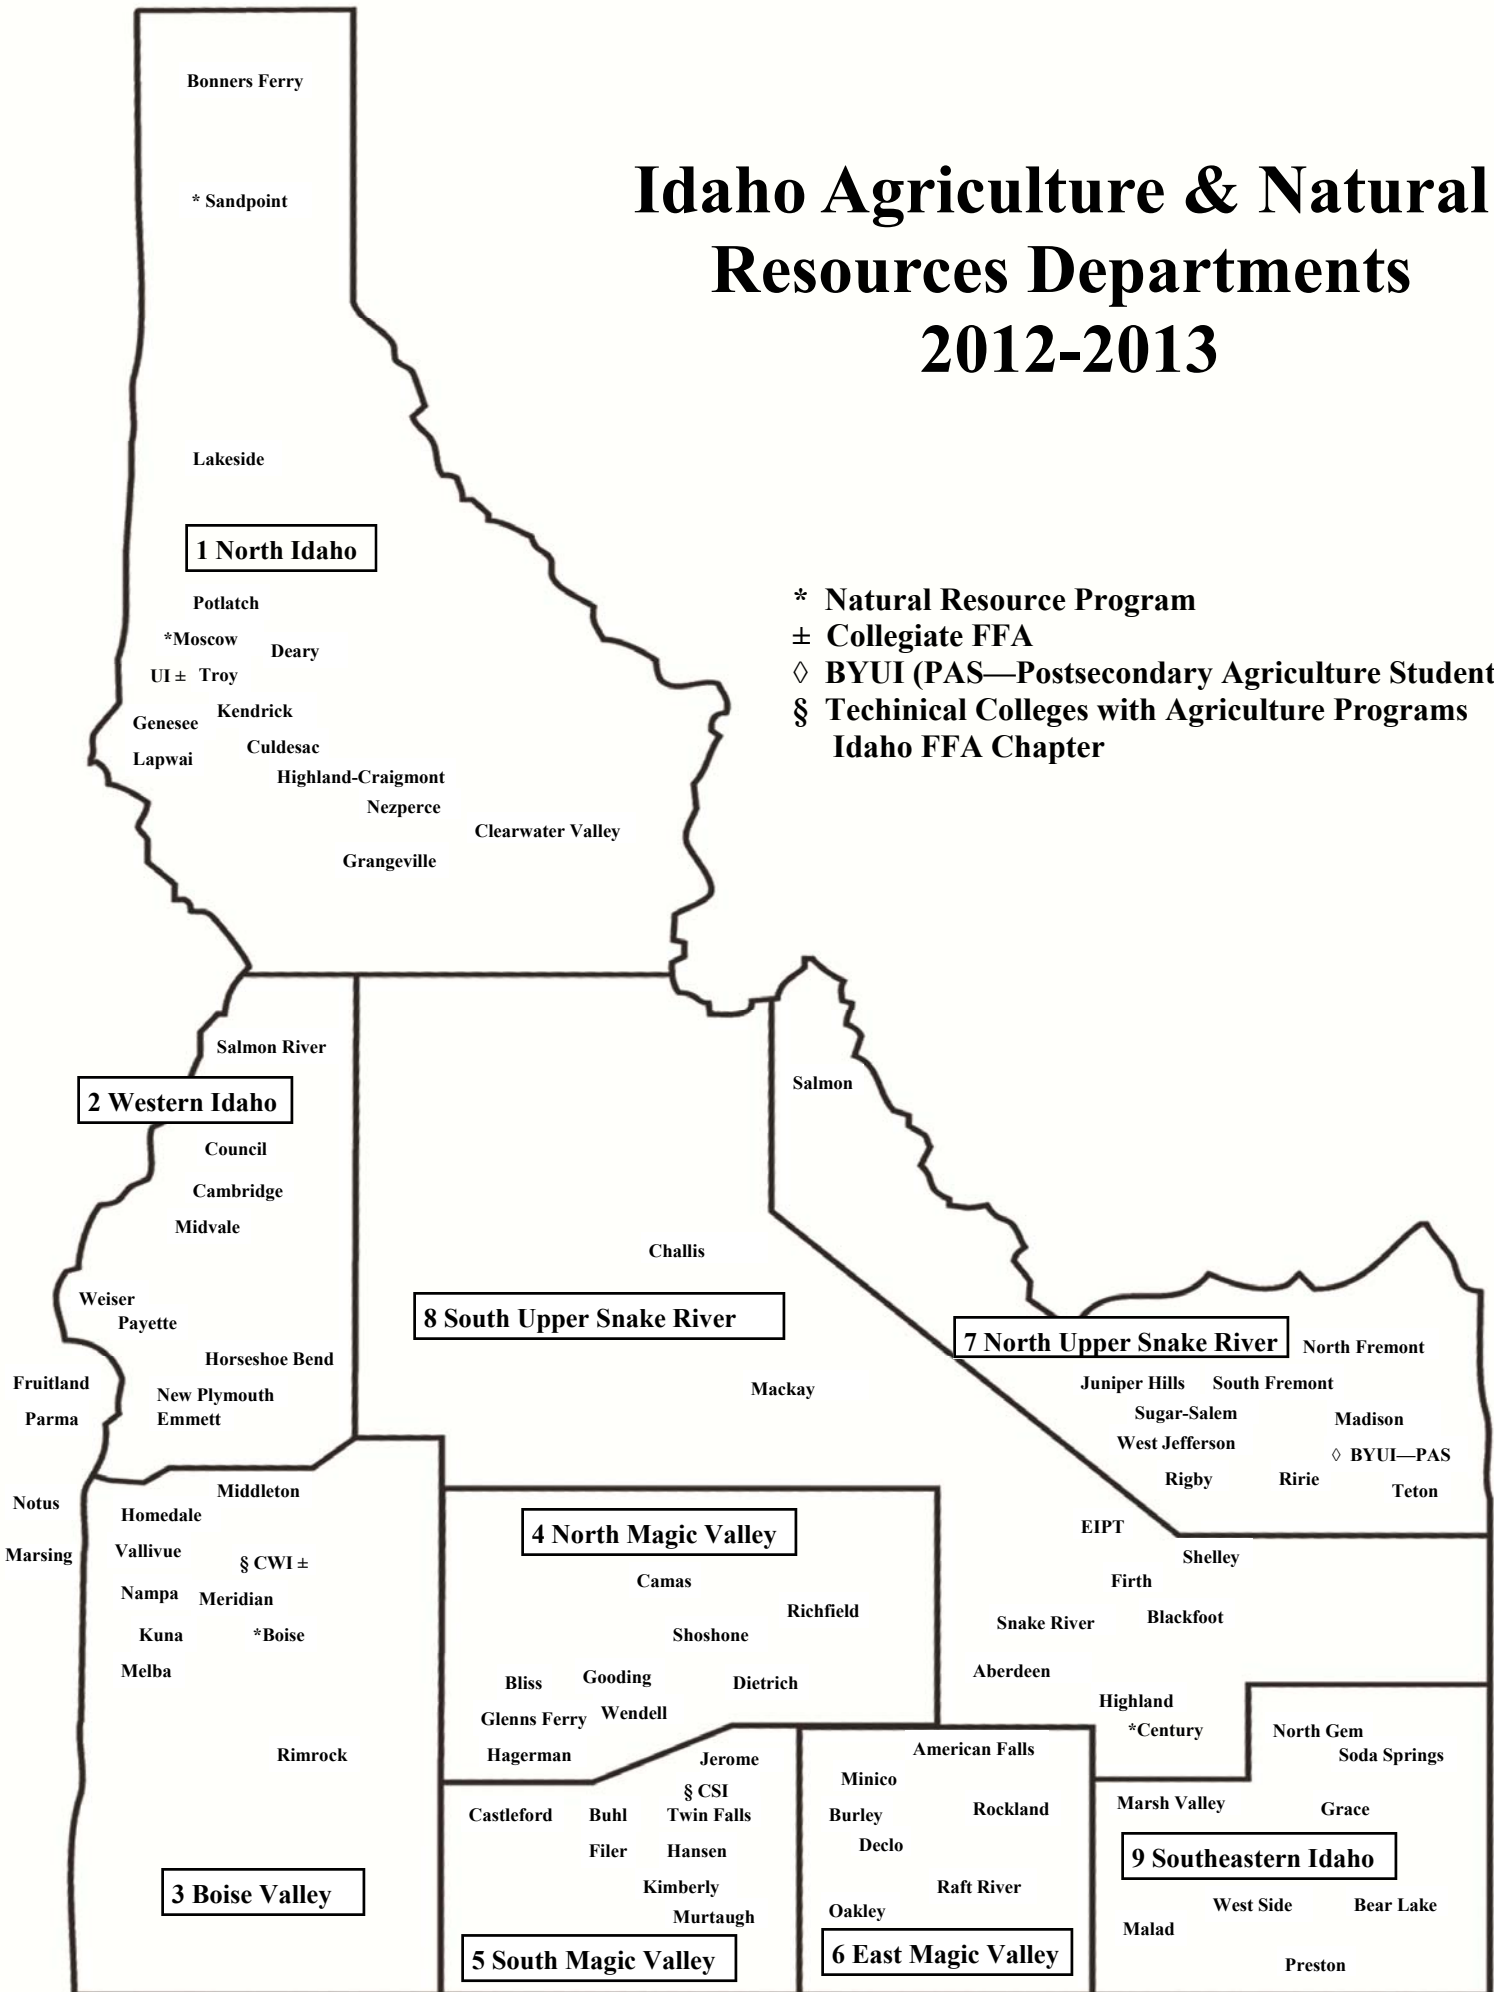 Bonners Ferry
* Sandpoint
Idaho Agriculture & Natural
Resources Departments
2012-2013
Lakeside
1 North Idaho
Potlatch
*Moscow
Deary
UI ± Troy
Kendrick
Genesee
Culdesac
Lapwai
Highland-Craigmont
Nezperce
Clearwater Valley
Grangeville
* Natural Resource Program
± Collegiate FFA
◊ BYUI (PAS—Postsecondary Agriculture Student
§ Techinical Colleges with Agriculture Programs
Idaho FFA Chapter
Salmon River
2 Western Idaho
Council
Cambridge
Midvale
Weiser
Payette
Horseshoe Bend
Fruitland
New Plymouth
Parma
Emmett
Salmon
Challis
8 South Upper Snake River
Mackay
7 North Upper Snake River
North Fremont
Juniper Hills
South Fremont
Sugar-Salem
Madison
West Jefferson
◊ BYUI—PAS
Rigby
Ririe
Teton
Notus
Middleton
Homedale
Marsing
Vallivue
§ CWI ±
Nampa
Meridian
Kuna
*Boise
Melba
Rimrock
3 Boise Valley
4 North Magic Valley
Camas
Richfield
Shoshone
Bliss
Gooding
Dietrich
Glenns Ferry
Wendell
Hagerman
EIPT
Shelley
Firth
Snake River
Blackfoot
Aberdeen
Highland
*Century
Jerome
§ CSI
Castleford
Buhl
Twin Falls
Filer
Hansen
Kimberly
Murtaugh
5 South Magic Valley
American Falls
Minico
Burley
Rockland
Declo
Raft River
Oakley
6 East Magic Valley
North Gem
Soda Springs
Marsh Valley
Grace
9 Southeastern Idaho
West Side
Bear Lake
Malad
Preston